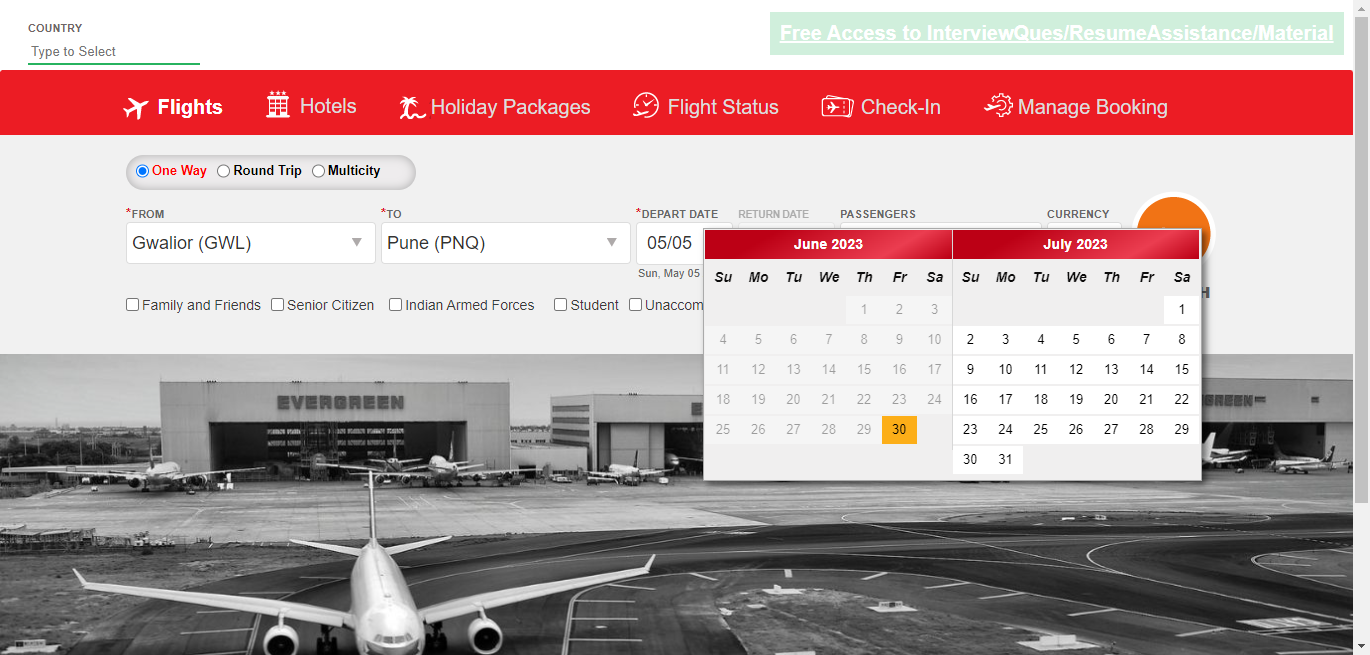 COUNTRY
Type to Select
Free Access to InterviewQues/ResumeAssistance/Material
Flights
Hotels
Holiday Packages
Flight Status
Check-In
Manage Booking
One Way
Round Trip
Multicity
*FROM
*TO
*DEPART DATE
RETURN DATE
PASSENGERS
CURRENCY
Gwalior (GWL)
Pune (PNQ)
05/05
Sun, May 05
H
Family and Friends
Senior Citizen
Indian Armed Forces
Student
Unaccom
June 2023
Su Mo Tu We Th Fr Sa
1 2 3
4 5 6 7 8 9 10
11 12 13 14 15 16 17
18 19 20 21 22 23 24
25 26 27 28 29 30
July 2023
Su Mo Tu We Th Fr Sa
1
2 3 4 5 6 7 8
9 10 11 12 13 14 15
16 17 18 19 20 21 22
23 24 25 26 27 28 29
30 31
EVERGREEN
E
GREEN